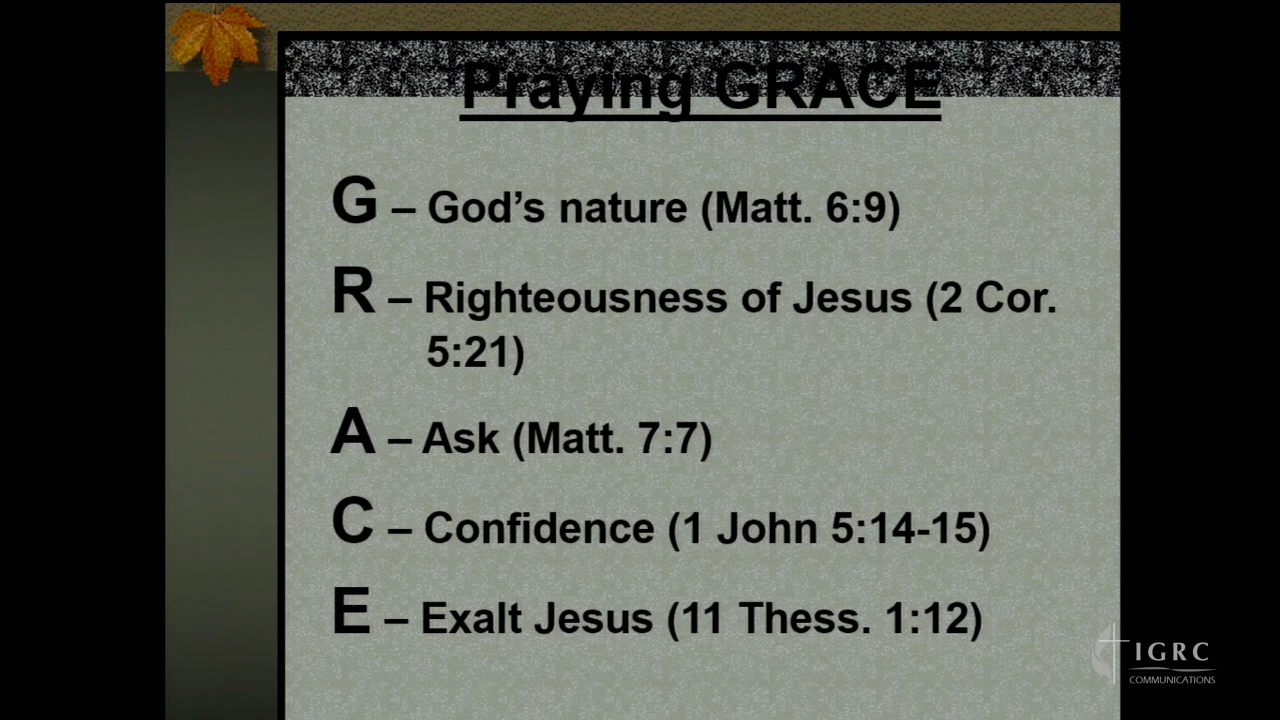 Praying GRACE
G – God’s nature (Matt. 6:9)
R – Righteousness of Jesus (2 Cor.
5:21)
A – Ask (Matt. 7:7)
C – Confidence (1 John 5:14-15)
E – Exalt Jesus (11 Thess. 1:12)
IGRC
COMMUNICATIONS